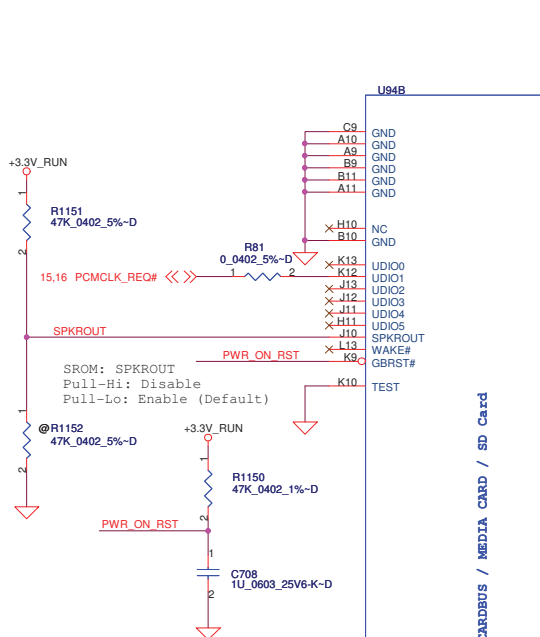 U94B
C9 GND
A10 GND
A9 GND
B9 GND
B11 GND
A11 GND
H10 NC
B10 GND
K13 UDIO0
K12 UDIO1
J13 UDIO2
J12 UDIO3
J11 UDIO4
H11 UDIO5
J10 SPKROUT
L13 WAKE#
K9 GBRST#
K10 TEST
+3.3V_RUN
1
R1151
47K_0402_5%~D
2
R81
0_0402_5%~D
15,16 PCMCLK_REQ#
1 2
SPKROUT
PWR_ON_RST
SROM: SPKROUT
Pull-Hi: Disable
Pull-Lo: Enable (Default)
1
@R1152
47K_0402_5%~D
2
+3.3V_RUN
1
R1150
47K_0402_1%~D
2
PWR_ON_RST
1
C708
1U_0603_25V6-K~D
2
CARDBUS / MEDIA CARD / SD Card